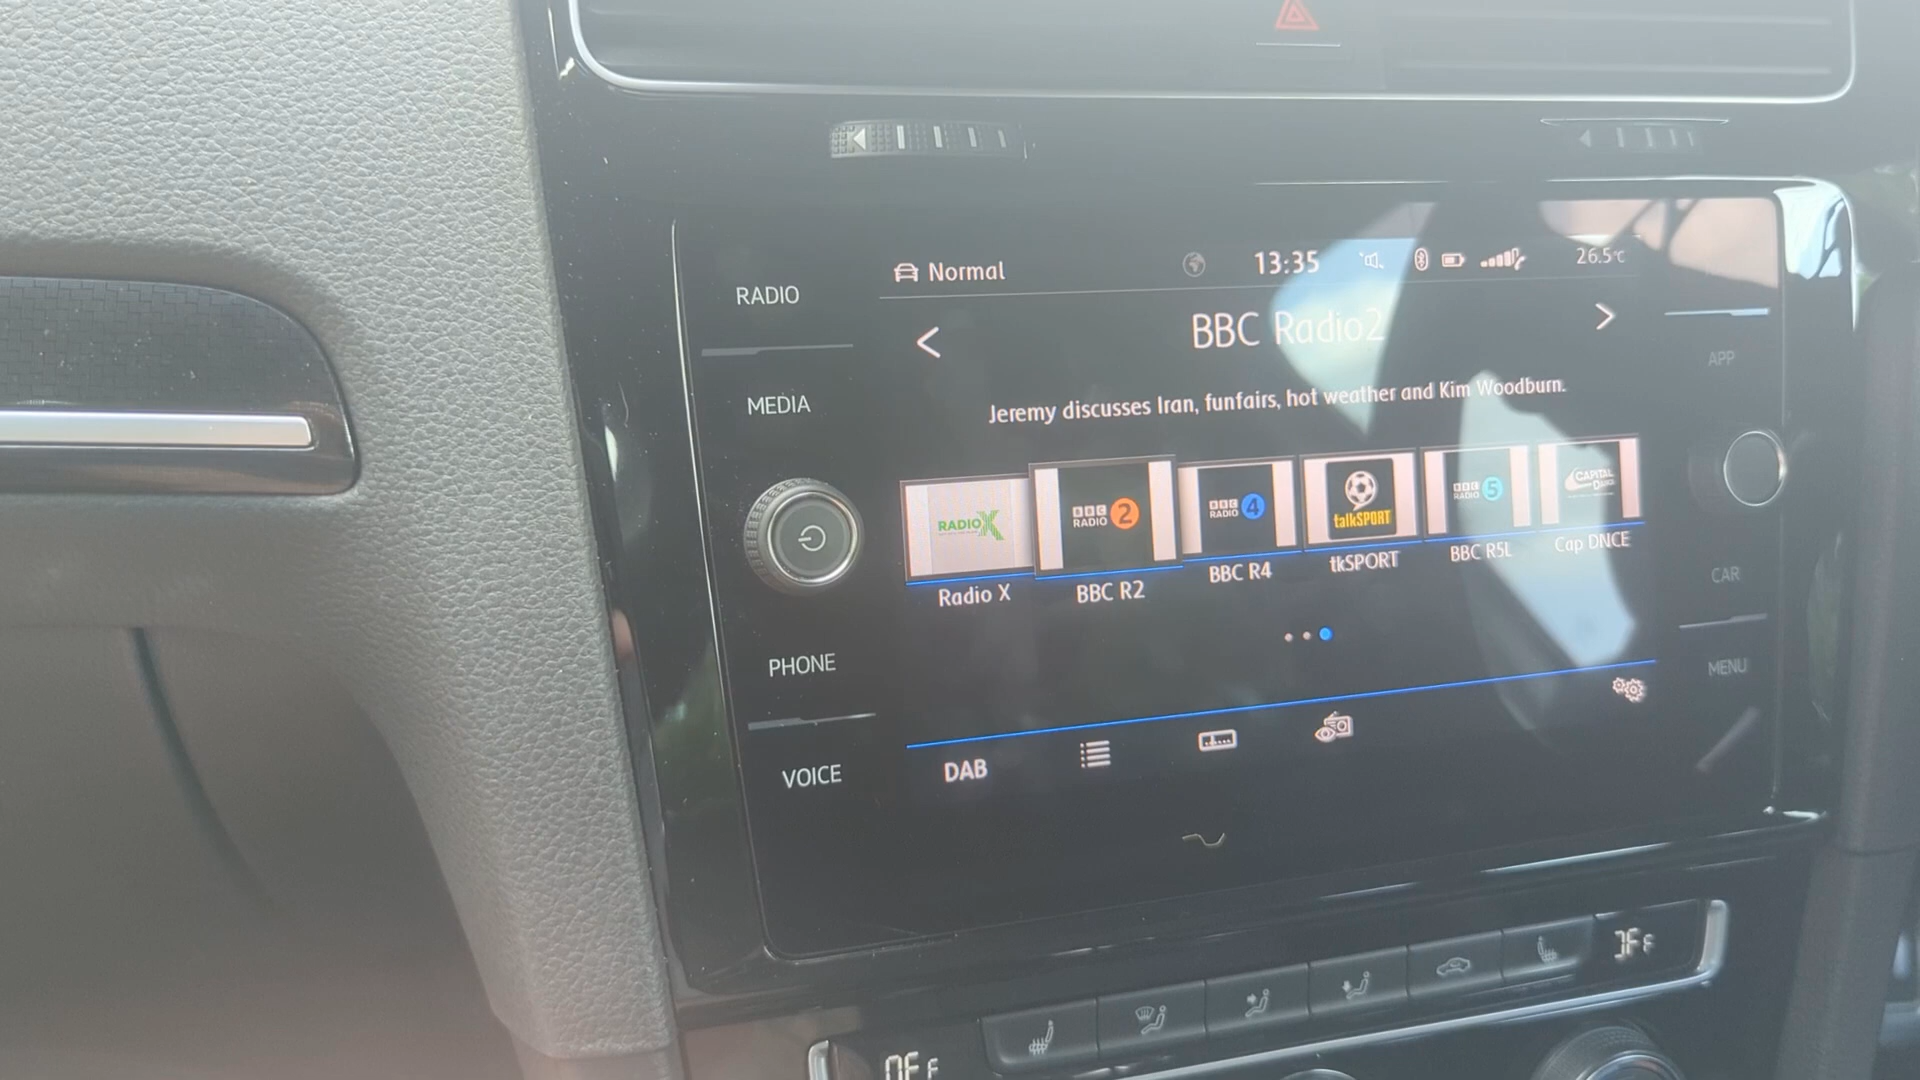 Normal 13:35 26.5°C
RADIO
BBC Radio2
APP
MEDIA
Jeremy discusses Iran, funfairs, hot weather and Kim Woodburn.
RADIO X
BBC RADIO 2
BBC RADIO 4
talkSPORT
BBC RADIO 5
CAPITAL
Radio X
BBC R2
BBC R4
tkSPORT
BBC R5L
Cap DNCE
CAR
PHONE
MENU
VOICE
DAB
OFF